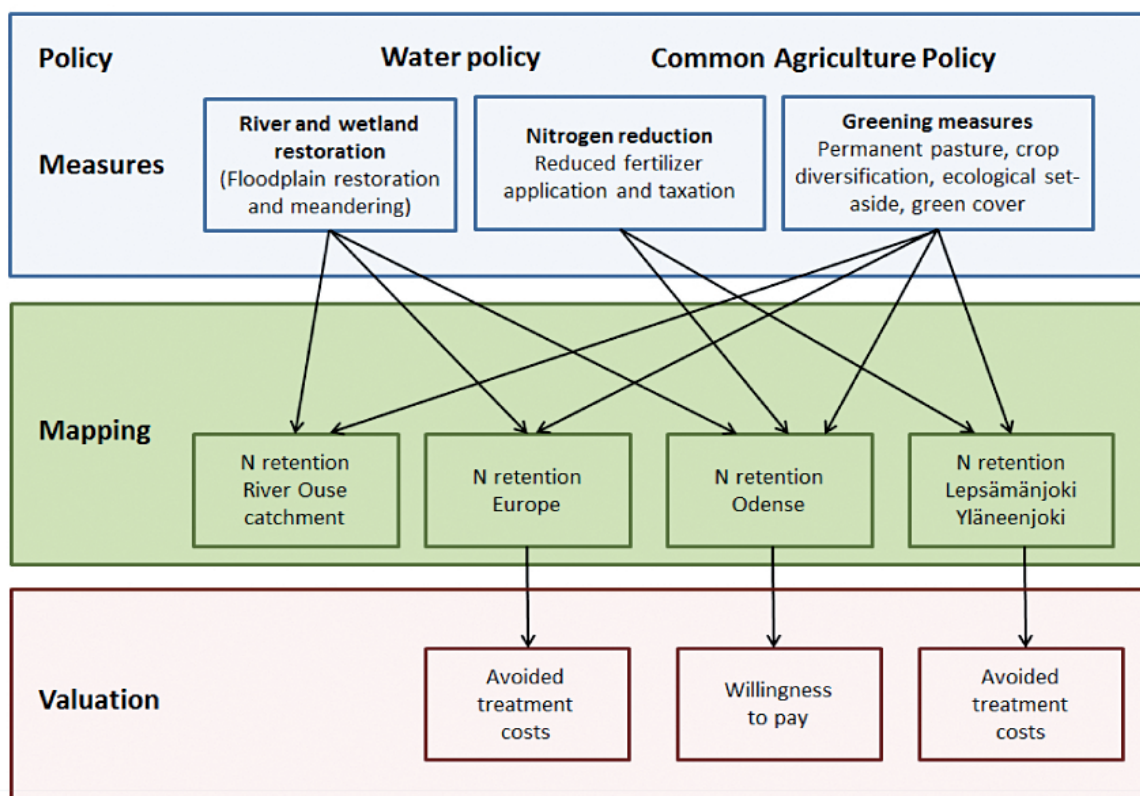 Policy
Water policy
Common Agriculture Policy
Measures
River and wetland
restoration
(Floodplain restoration
and meandering)
Nitrogen reduction
Reduced fertilizer
application and taxation
Greening measures
Permanent pasture, crop
diversification, ecological set-
aside, green cover
Mapping
N retention
River Ouse
catchment
N retention
Europe
N retention
Odense
N retention
Lepsämänjoki
Yläneenjoki
Valuation
Avoided
treatment
costs
Willingness
to pay
Avoided
treatment
costs